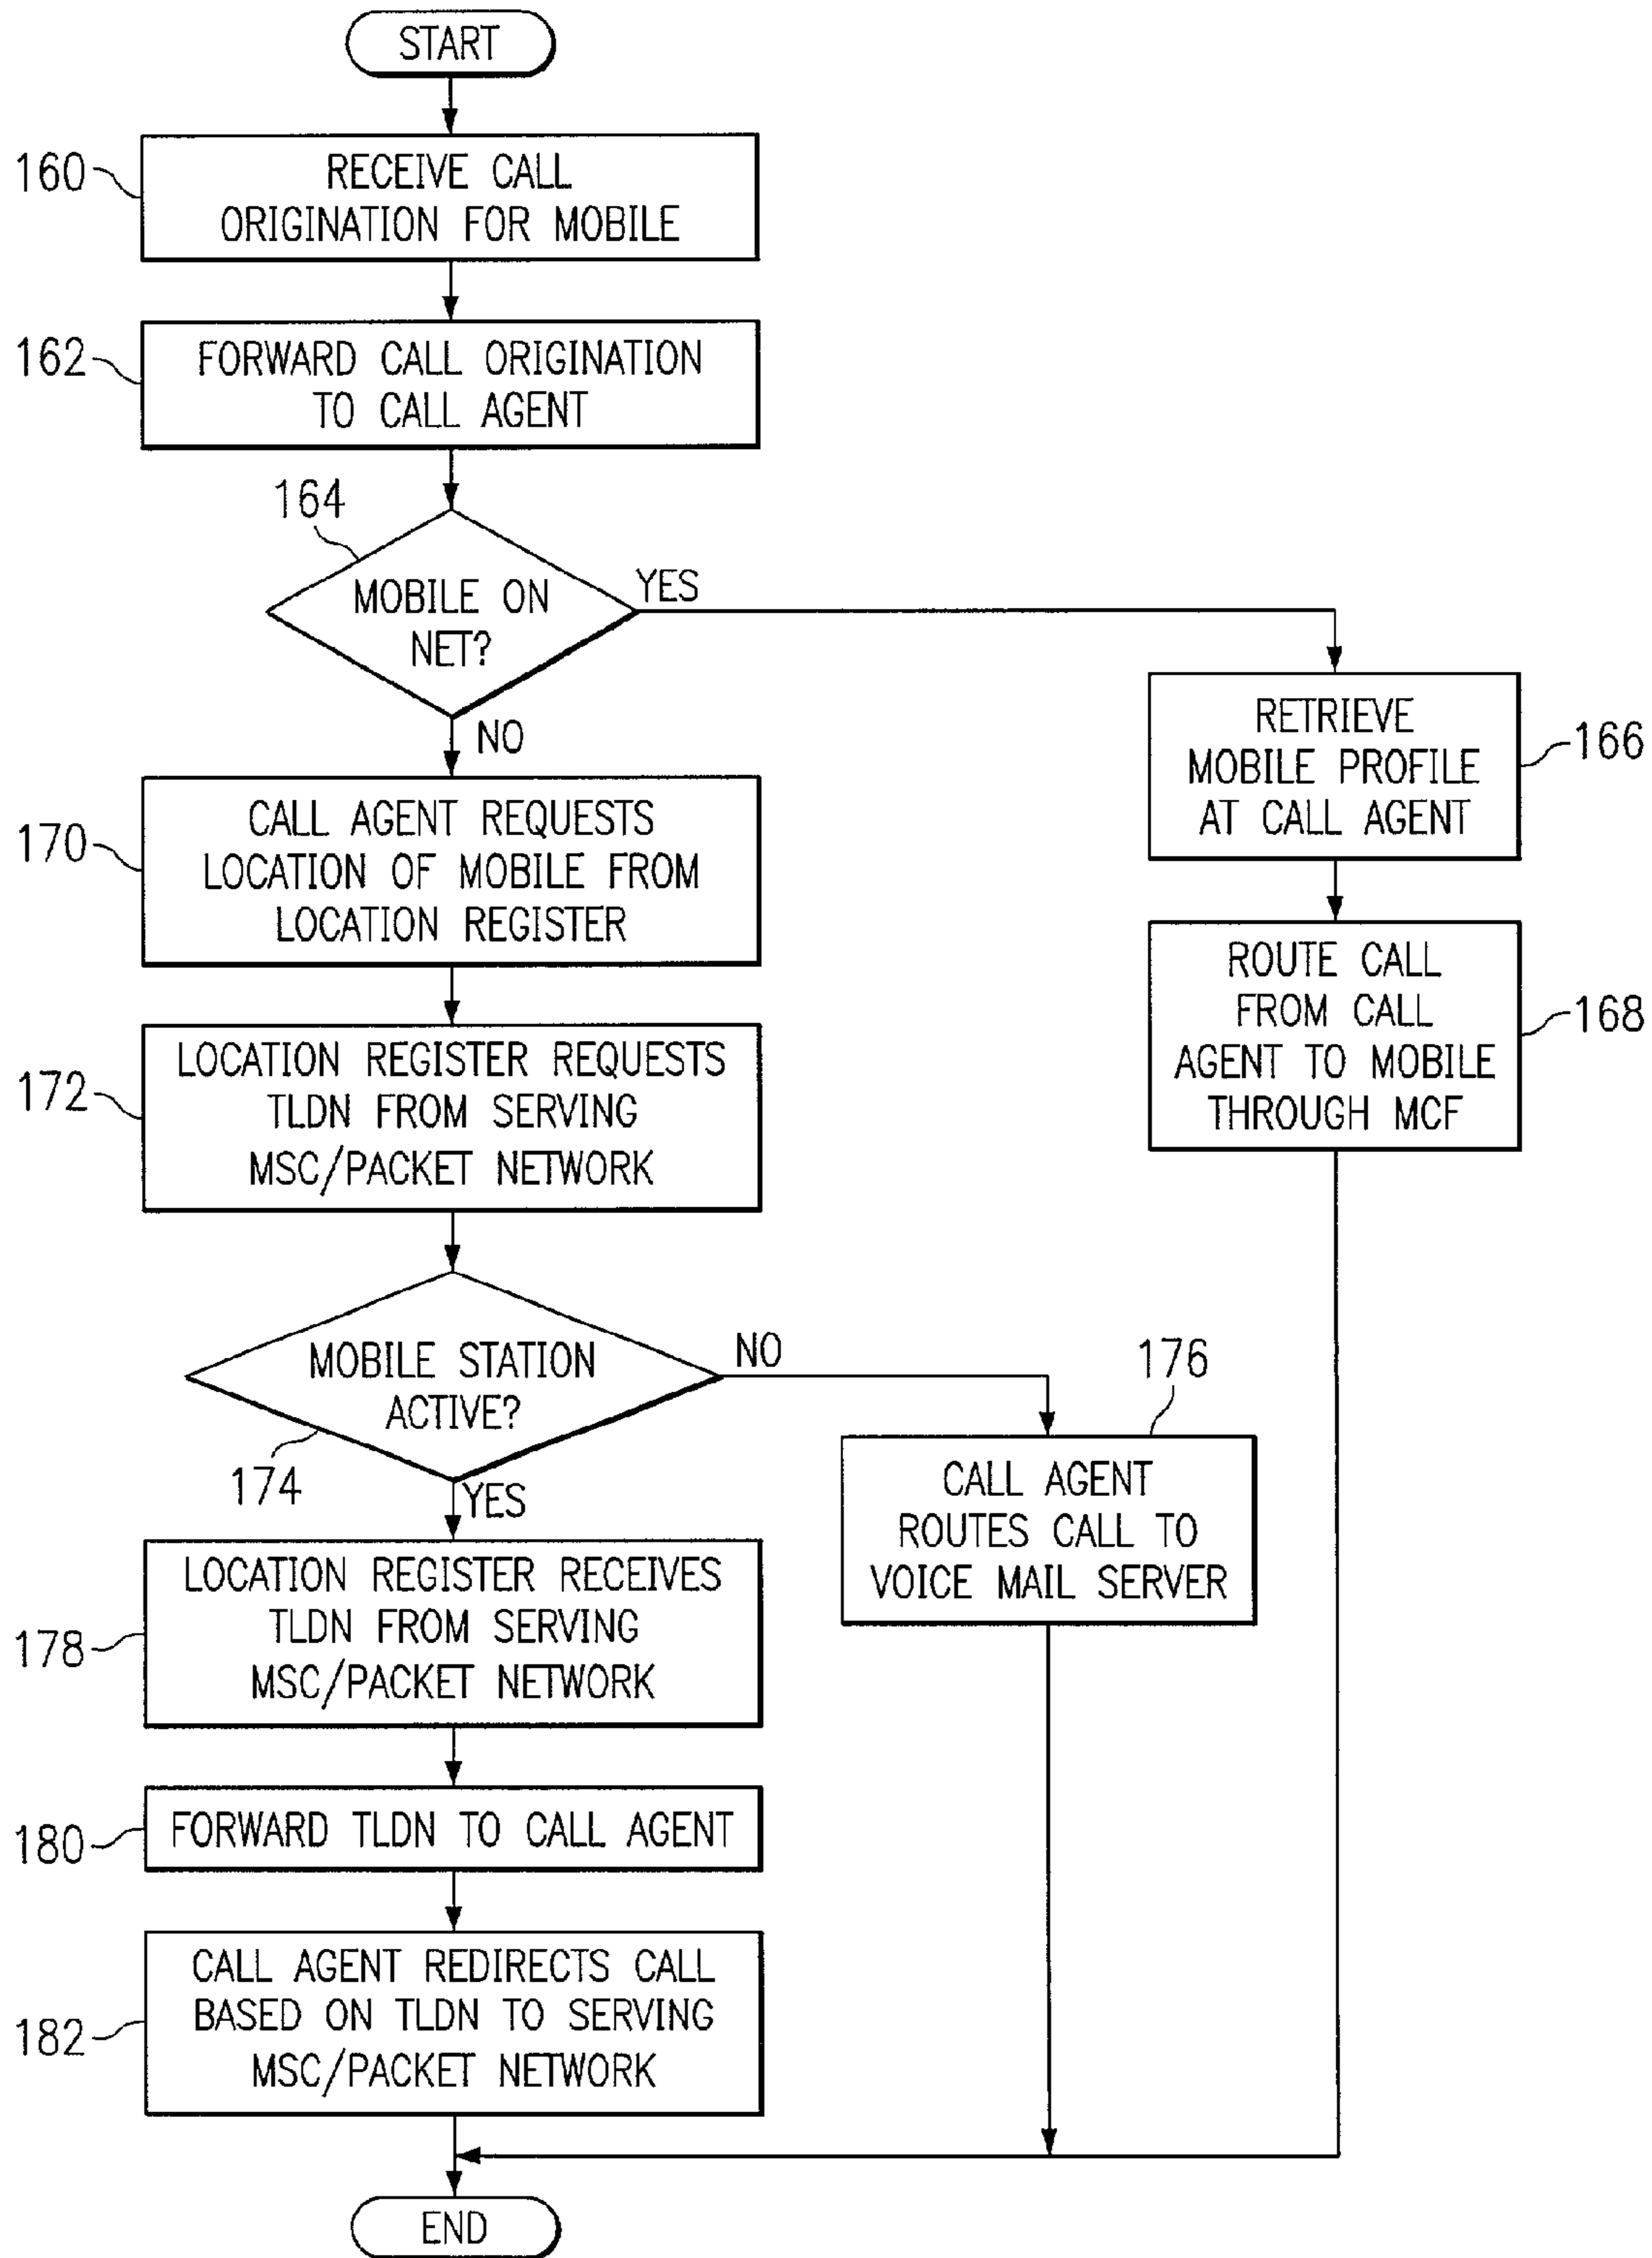 START
160
RECEIVE CALL
ORIGINATION FOR MOBILE
162
FORWARD CALL ORIGINATION
TO CALL AGENT
164
MOBILE ON
NET?
YES
NO
166
RETRIEVE
MOBILE PROFILE
AT CALL AGENT
168
ROUTE CALL
FROM CALL
AGENT TO MOBILE
THROUGH MCF
170
CALL AGENT REQUESTS
LOCATION OF MOBILE FROM
LOCATION REGISTER
172
LOCATION REGISTER REQUESTS
TLDN FROM SERVING
MSC/PACKET NETWORK
174
MOBILE STATION
ACTIVE?
NO
YES
176
CALL AGENT
ROUTES CALL TO
VOICE MAIL SERVER
178
LOCATION REGISTER RECEIVES
TLDN FROM SERVING
MSC/PACKET NETWORK
180
FORWARD TLDN TO CALL AGENT
182
CALL AGENT REDIRECTS CALL
BASED ON TLDN TO SERVING
MSC/PACKET NETWORK
END